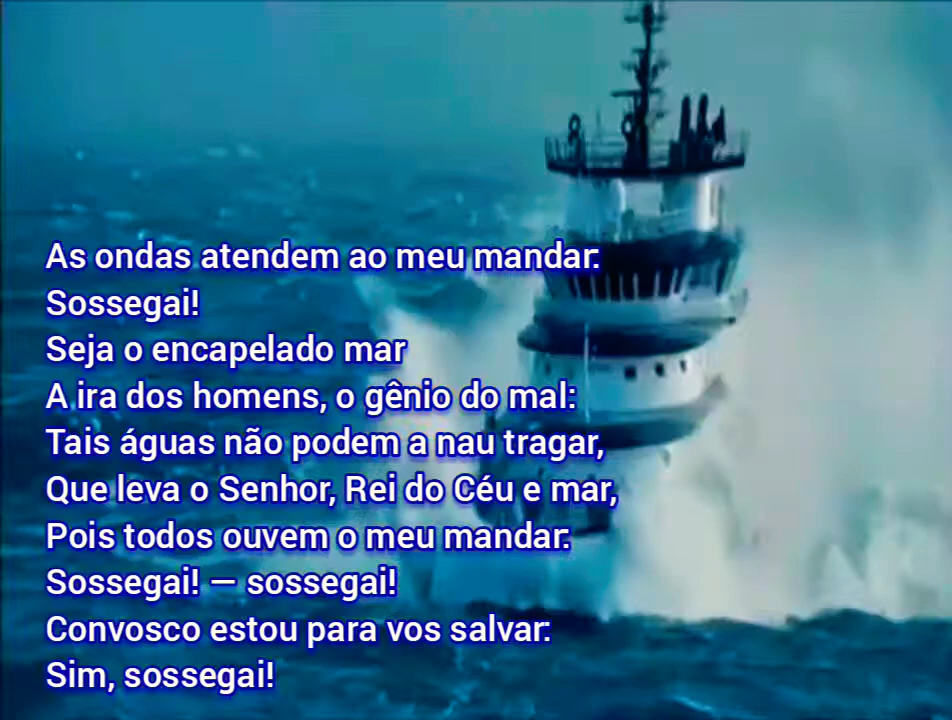 As ondas atendem ao meu mandar:
Sossegai!
Seja o encapelado mar
A ira dos homens, o gênio do mal:
Tais águas não podem a nau tragar,
Que leva o Senhor, Rei do Céu e mar,
Pois todos ouvem o meu mandar:
Sossegai! — sossegai!
Convosco estou para vos salvar:
Sim, sossegai!